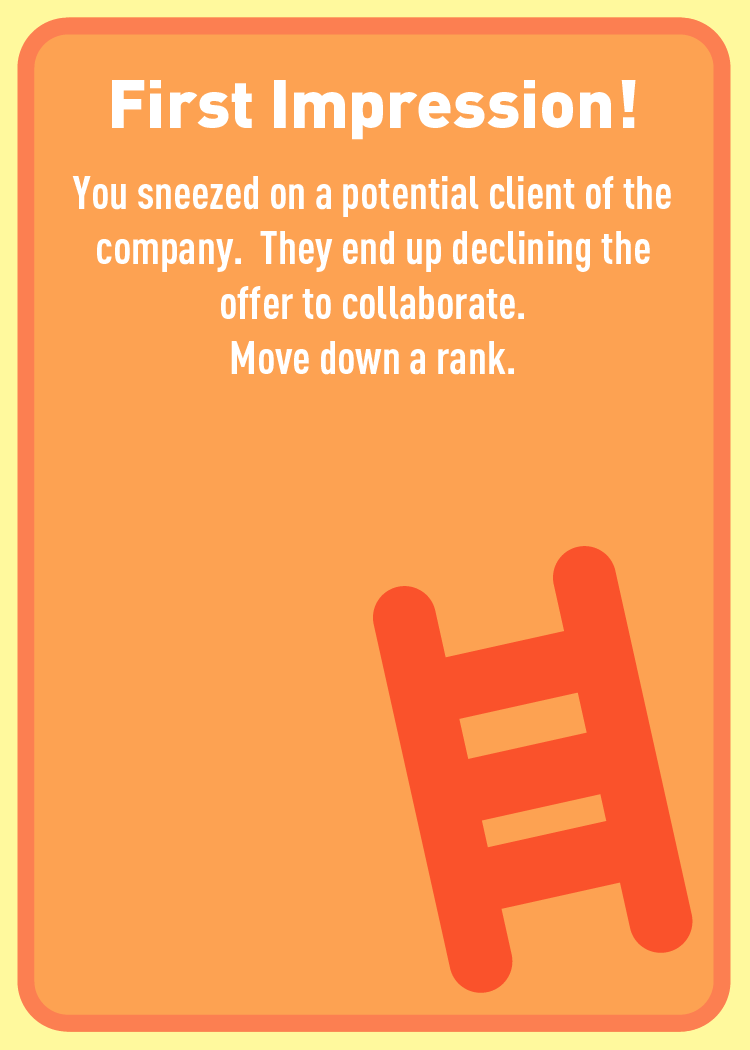 First Impression!
You sneezed on a potential client of the
company.  They end up declining the
offer to collaborate.
Move down a rank.